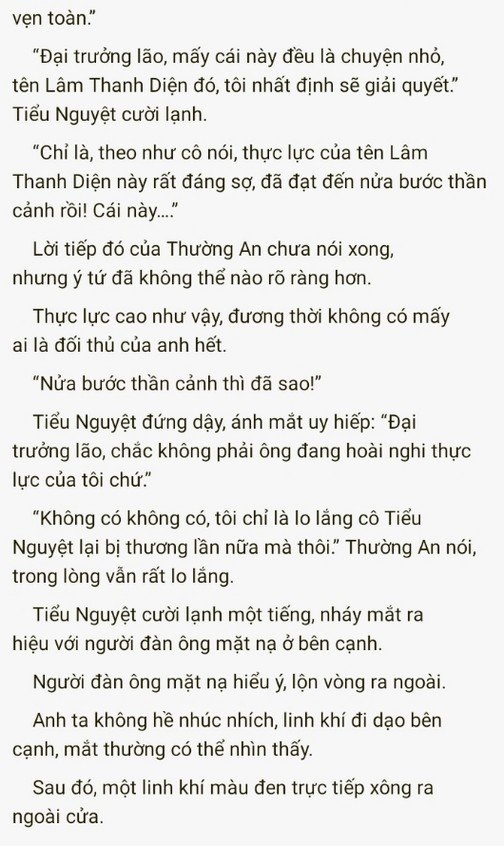 vẹn toàn.”
“Đại trưởng lão, mấy cái này đều là chuyện nhỏ,
tên Lâm Thanh Diện đó, tôi nhất định sẽ giải quyết.”
Tiểu Nguyệt cười lạnh.
“Chỉ là, theo như cô nói, thực lực của tên Lâm
Thanh Diện này rất đáng sợ, đã đạt đến nửa bước thần
cảnh rồi! Cái này....”
Lời tiếp đó của Thường An chưa nói xong,
nhưng ý tứ đã không thể nào rõ ràng hơn.
Thực lực cao như vậy, đương thời không có mấy
ai là đối thủ của anh hết.
“Nửa bước thần cảnh thì đã sao!”
Tiểu Nguyệt đứng dậy, ánh mắt uy hiếp: “Đại
trưởng lão, chắc không phải ông đang hoài nghi thực
lực của tôi chứ.”
“Không có không có, tôi chỉ là lo lắng cô Tiểu
Nguyệt lại bị thương lần nữa mà thôi.” Thường An nói,
trong lòng vẫn rất lo lắng.
Tiểu Nguyệt cười lạnh một tiếng, nháy mắt ra
hiệu với người đàn ông mặt nạ ở bên cạnh.
Người đàn ông mặt nạ hiểu ý, lộn vòng ra ngoài.
Anh ta không hề nhúc nhích, linh khí đi dạo bên
cạnh, mắt thường có thể nhìn thấy.
Sau đó, một linh khí màu đen trực tiếp xông ra
ngoài cửa.